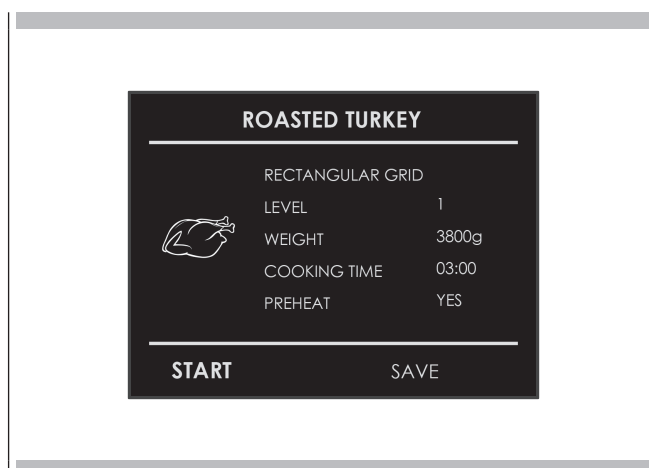 ROASTED TURKEY
RECTANGULAR GRID
LEVEL 1
WEIGHT 3800g
COOKING TIME 03:00
PREHEAT YES
START SAVE